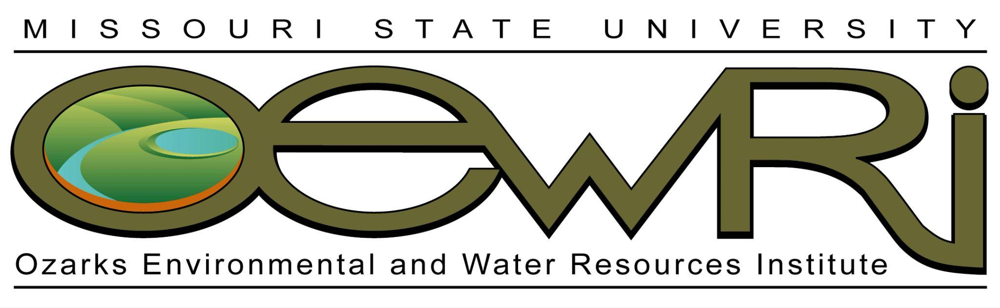 MISSOURI STATE UNIVERSITY
OEWRi
Ozarks Environmental and Water Resources Institute